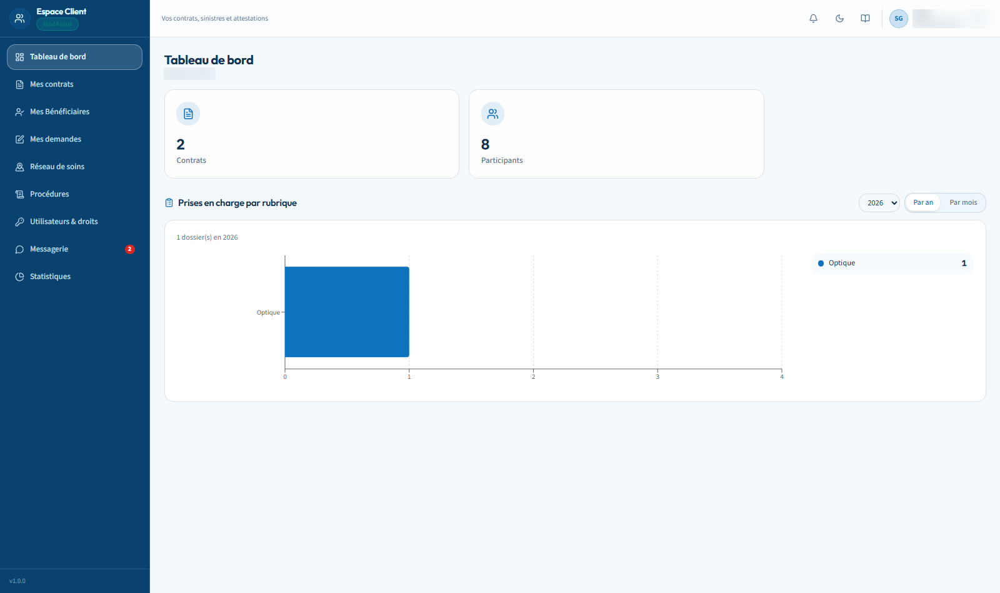 Espace Client
MedAssur
Vos contrats, sinistres et attestations
SG
Tableau de bord
Mes contrats
Mes Bénéficiaires
Mes demandes
Réseau de soins
Procédures
Utilisateurs & droits
Messagerie 2
Statistiques
v1.0.0
Tableau de bord
2
Contrats
8
Participants
Prises en charge par rubrique
2026
Par an
Par mois
1 dossier(s) en 2026
Optique
0 1 2 3 4
Optique 1